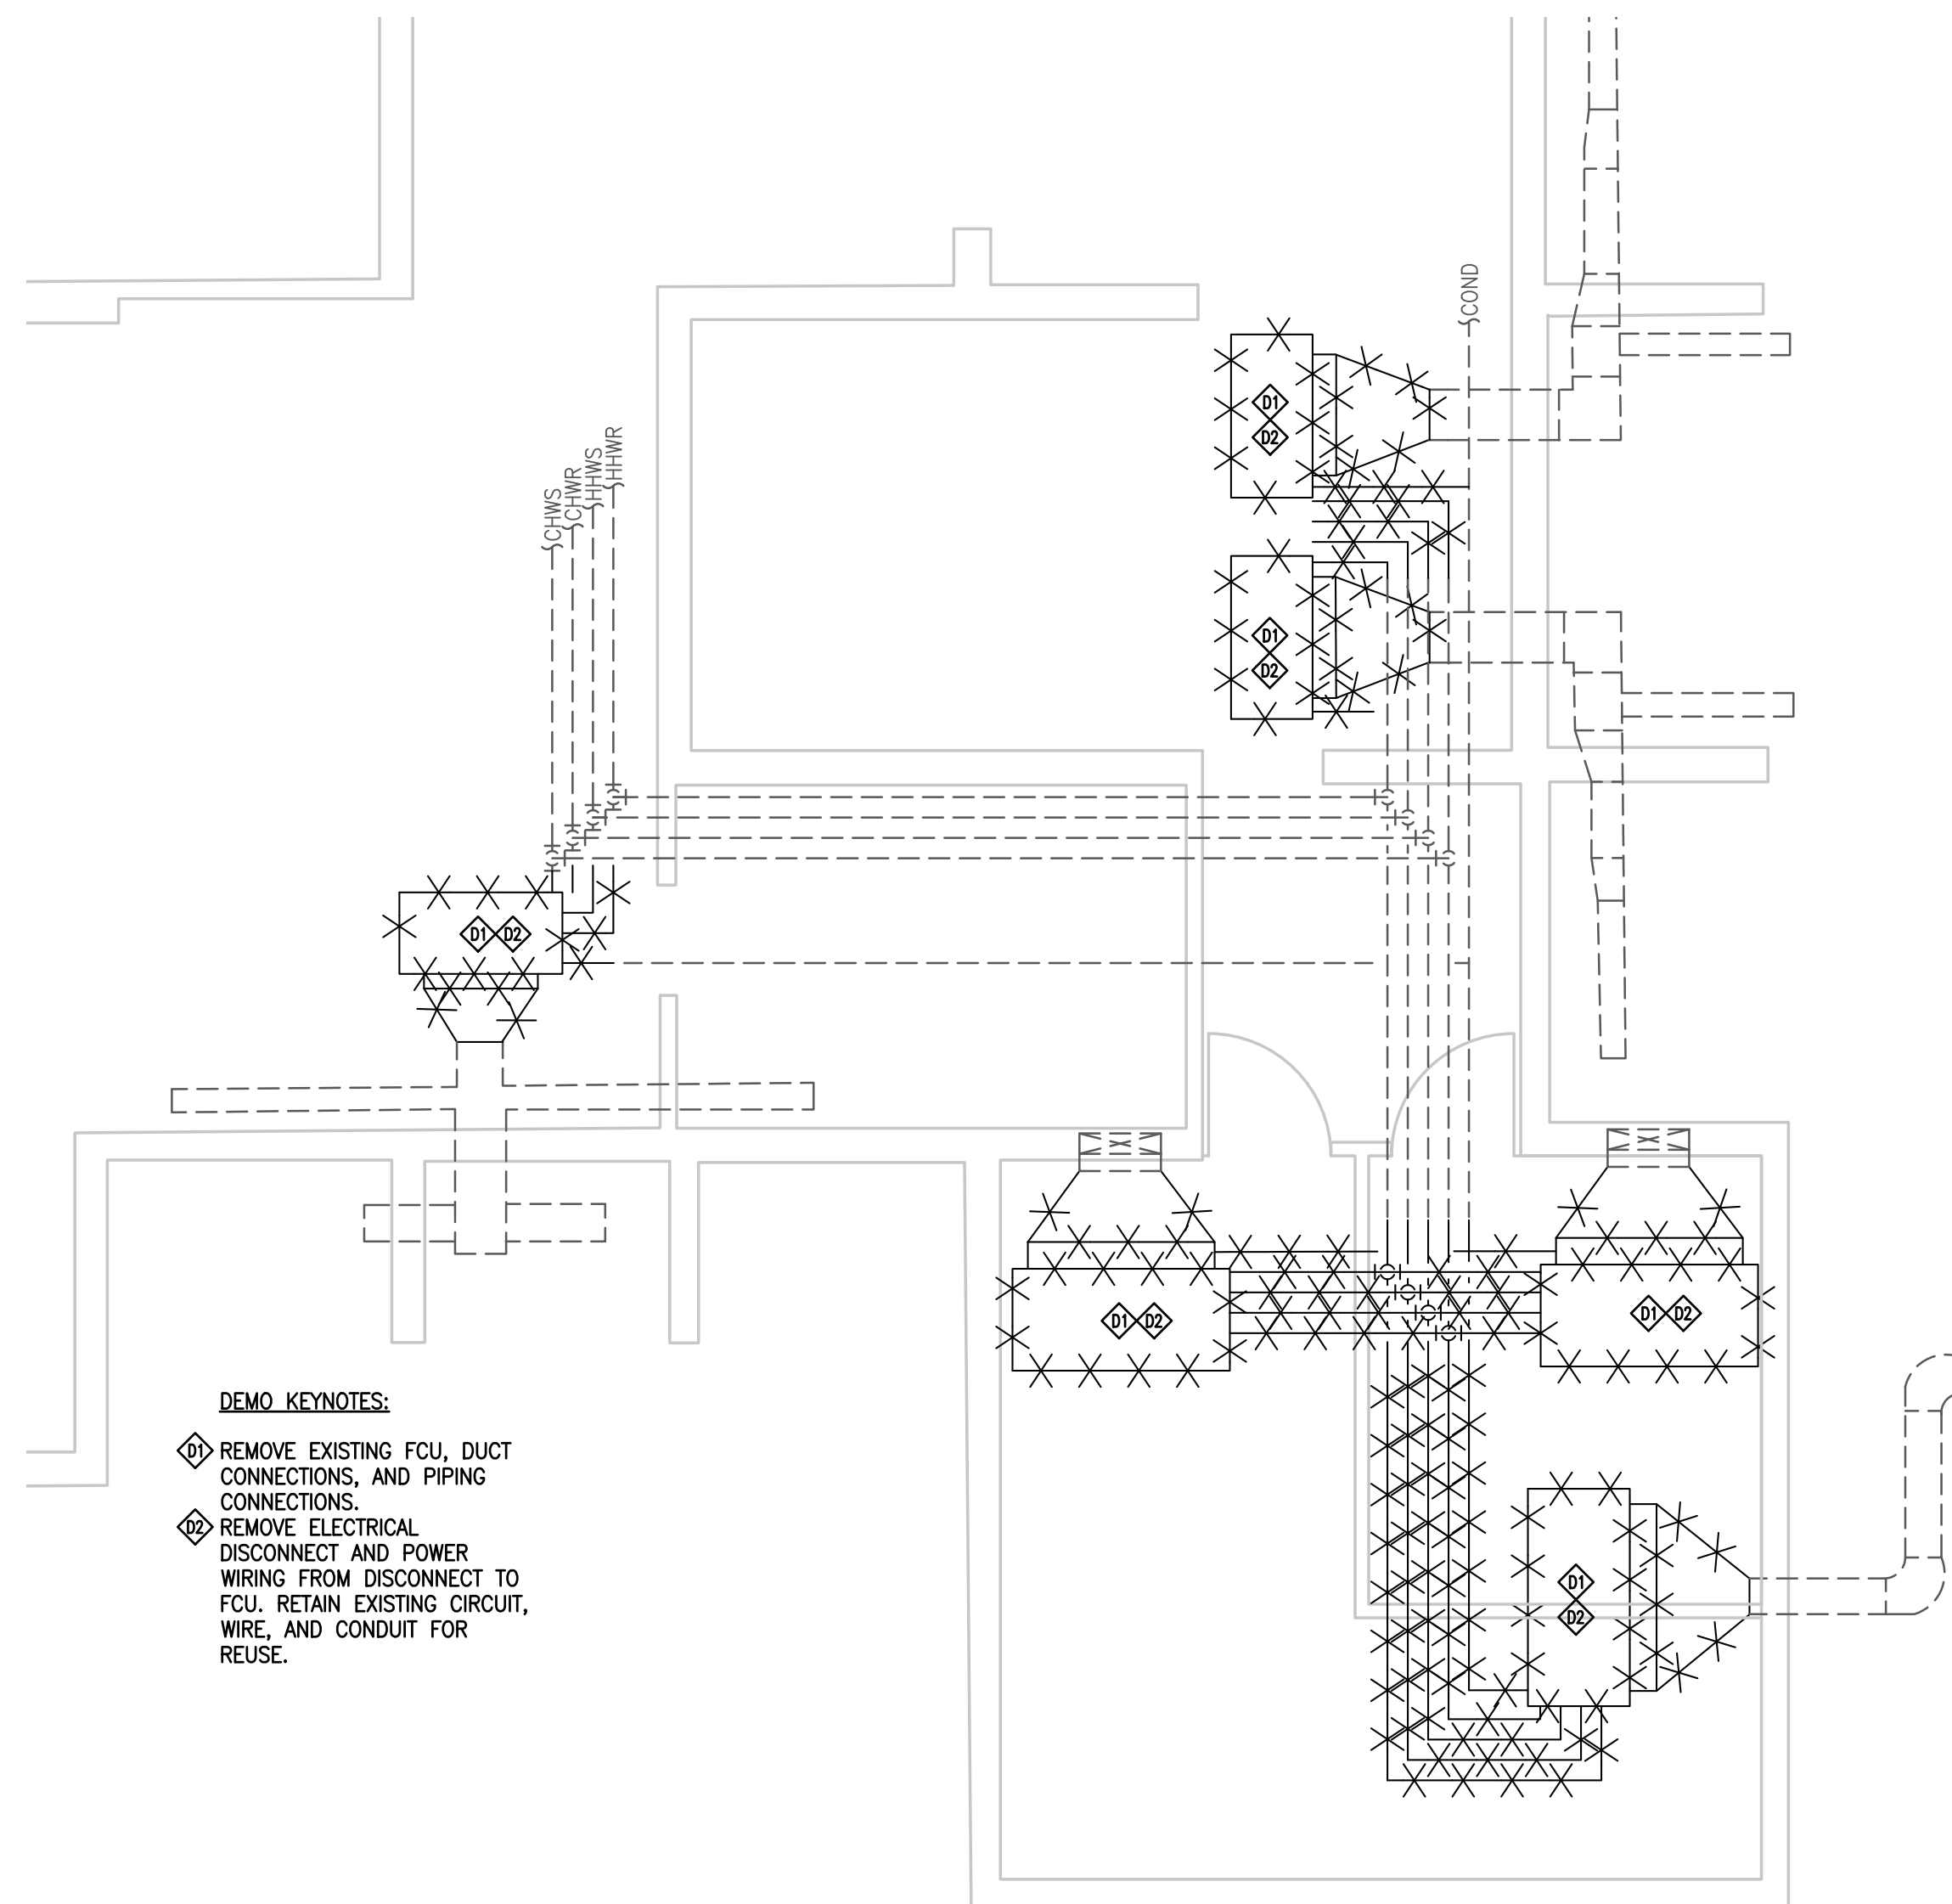 COND
HHWR
HHWS
CHWR
CHWS
D1
D2
D1
D2
D1 D2
D1 D2
D1 D2
D1
D2
DEMO KEYNOTES:
D1 REMOVE EXISTING FCU, DUCT
CONNECTIONS, AND PIPING
CONNECTIONS.
D2 REMOVE ELECTRICAL
DISCONNECT AND POWER
WIRING FROM DISCONNECT TO
FCU. RETAIN EXISTING CIRCUIT,
WIRE, AND CONDUIT FOR
REUSE.